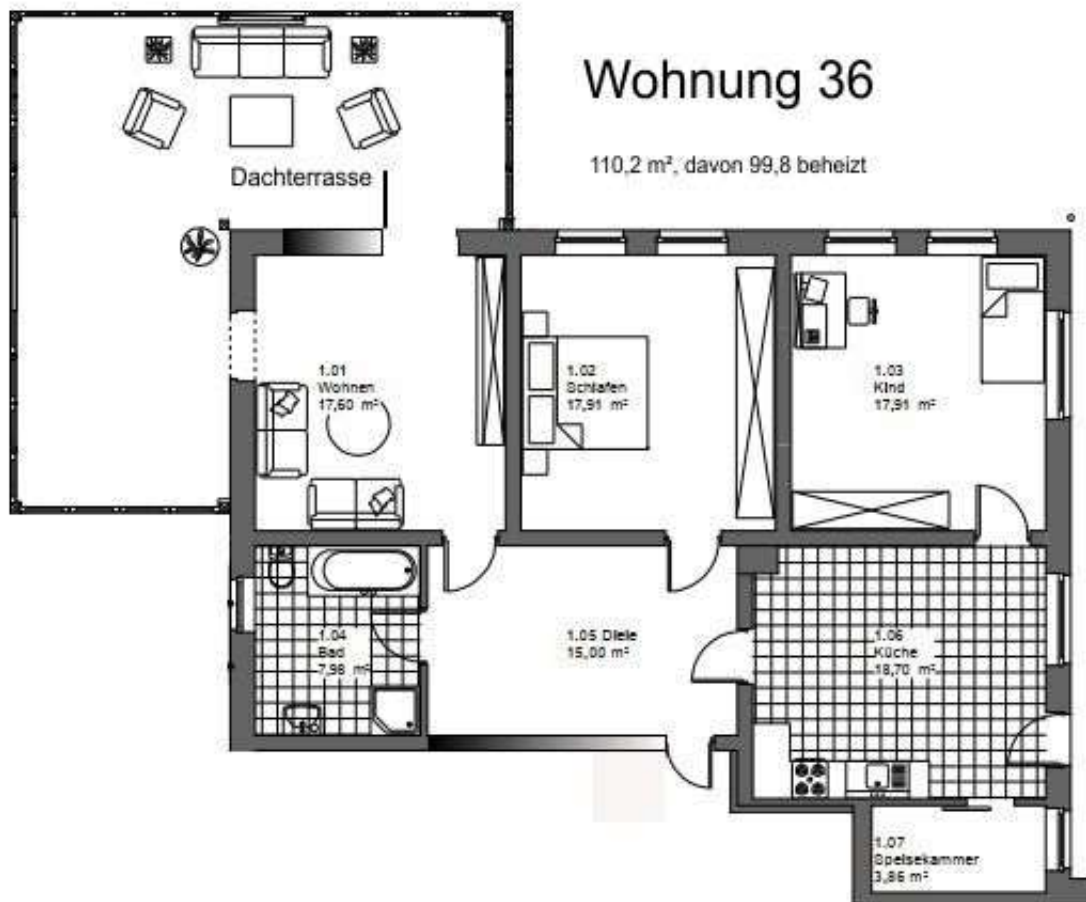 Wohnung 36
110,2 m², davon 99,8 beheizt
Dachterrasse
1.01
Wohnen
17,60 m²
1.02
Schlafen
17,91 m²
1.03
Kind
17,91 m²
1.04
Bad
7,98 m²
1.05 Diele
15,00 m²
1.06
Küche
18,70 m²
1.07
Speisekammer
3,86 m²